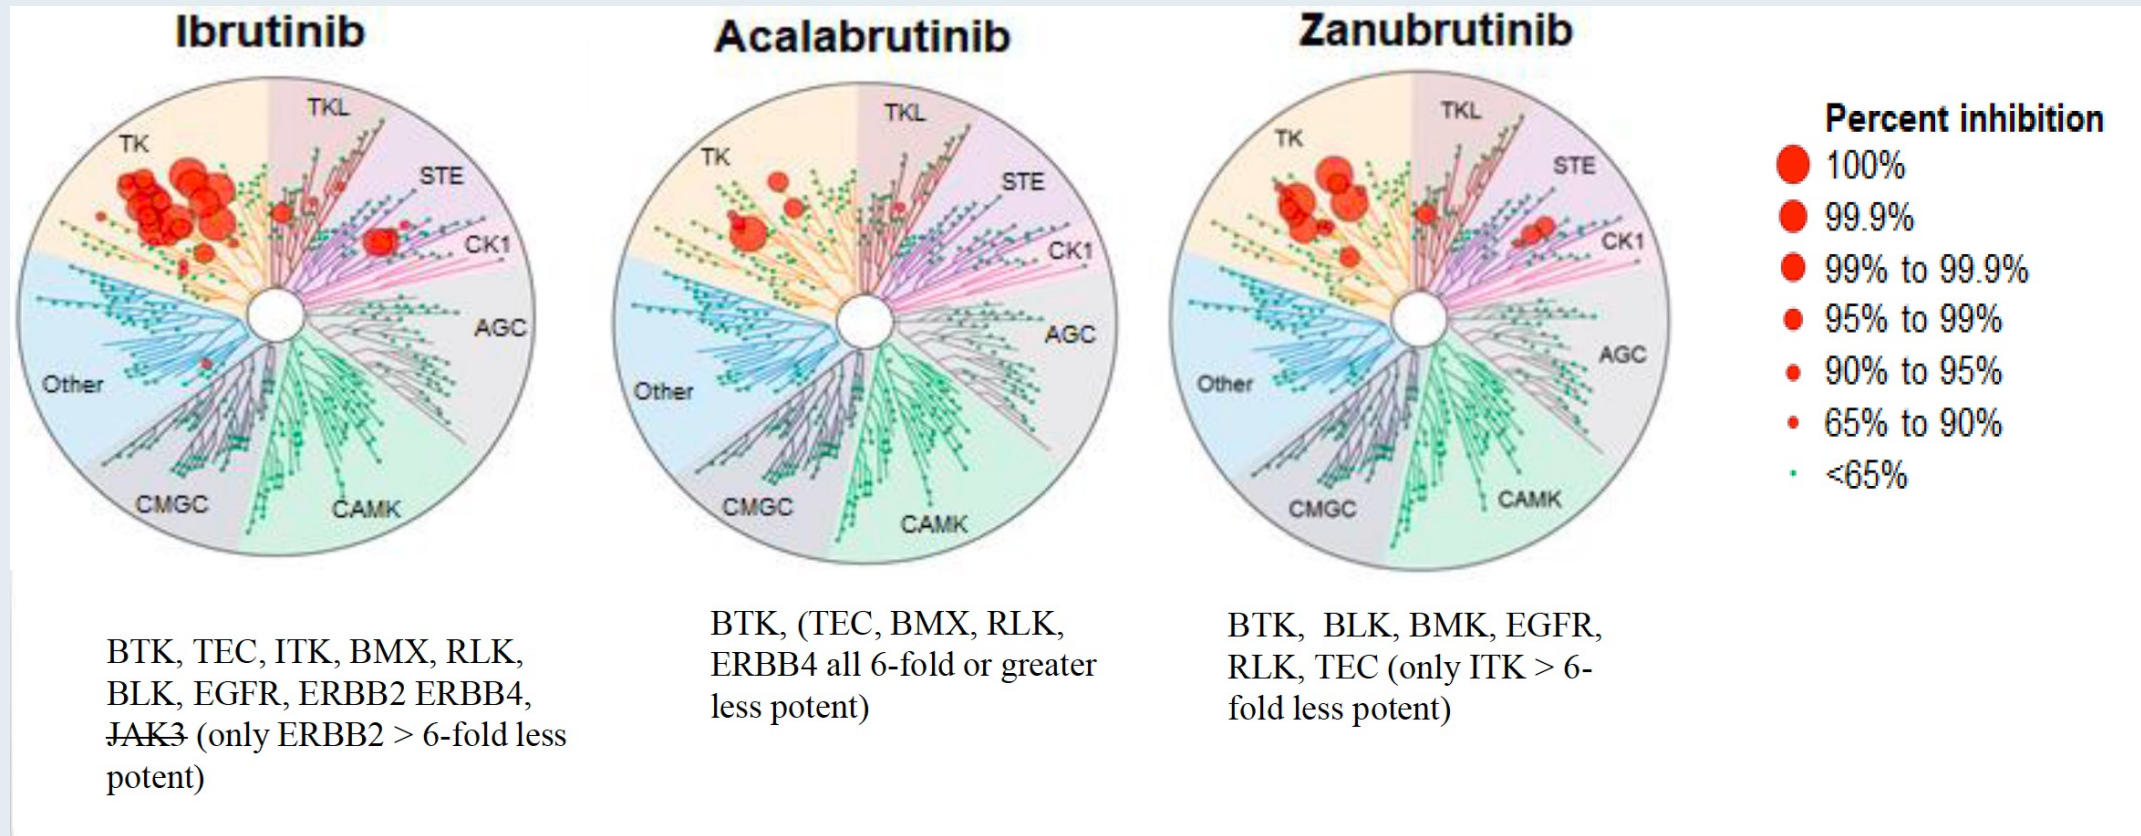 Ibrutinib
TK
TKL
STE
CK1
AGC
CAMK
CMGC
Other
BTK, TEC, ITK, BMX, RLK,
BLK, EGFR, ERBB2 ERBB4,
JAK3 (only ERBB2 > 6-fold less
potent)
Acalabrutinib
TK
TKL
STE
CK1
AGC
CAMK
CMGC
Other
BTK, (TEC, BMX, RLK,
ERBB4 all 6-fold or greater
less potent)
Zanubrutinib
TK
TKL
STE
CK1
AGC
CAMK
CMGC
Other
BTK, BLK, BMK, EGFR,
RLK, TEC (only ITK > 6-
fold less potent)
Percent inhibition
100%
99.9%
99% to 99.9%
95% to 99%
90% to 95%
65% to 90%
<65%